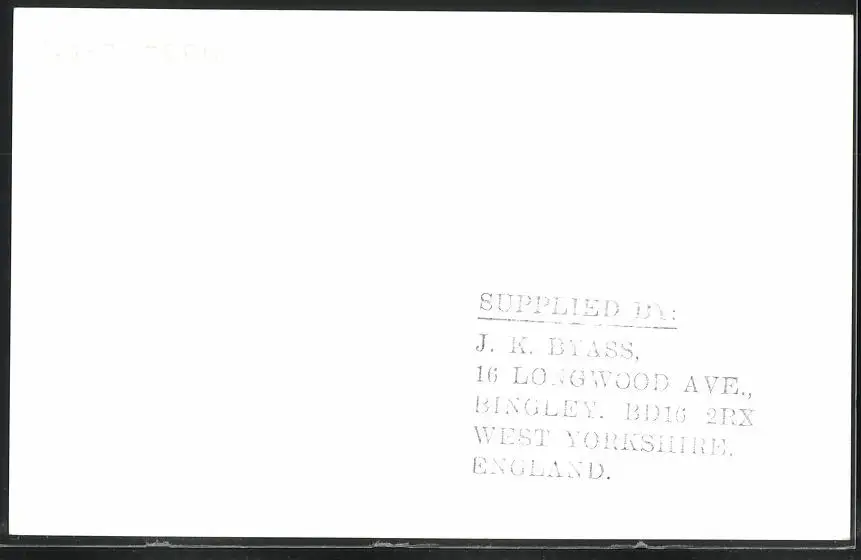 SUPPLIED BY:
J. K. BYASS,
16 LONGWOOD AVE.,
BINGLEY. BD16 2RX
WEST YORKSHIRE.
ENGLAND.